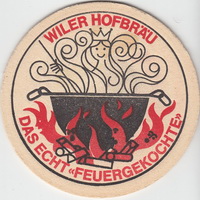 WILER HOFBRÄU
DAS ECHT «FEUERGEKOCHTE»